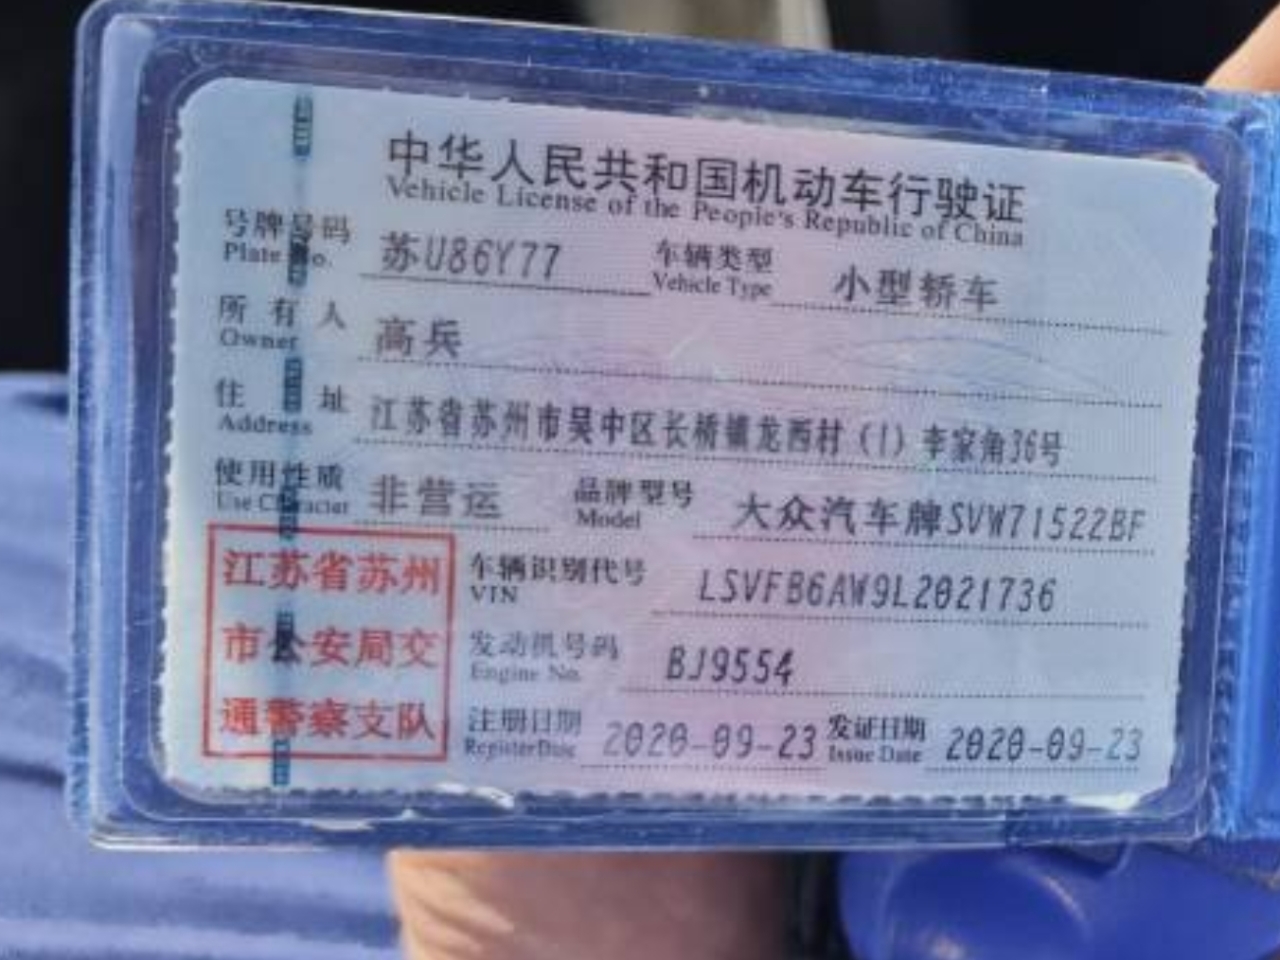 中华人民共和国机动车行驶证
Vehicle License of the People's Republic of China
号牌号码 苏U86Y77 车辆类型 小型轿车
Plate No. Vehicle Type
所有人 高兵
Owner
住址 江苏省苏州市吴中区长桥镇龙西村（1）李家角36号
Address
使用性质 非营运 品牌型号 大众汽车牌SVW71522BF
Use Character Model
江苏省苏州
市公安局交
通警察支队
车辆识别代号 LSVFB6AW9L2021736
VIN
发动机号码 BJ9554
Engine No.
注册日期 2020-09-23 发证日期 2020-09-23
Register Date Issue Date